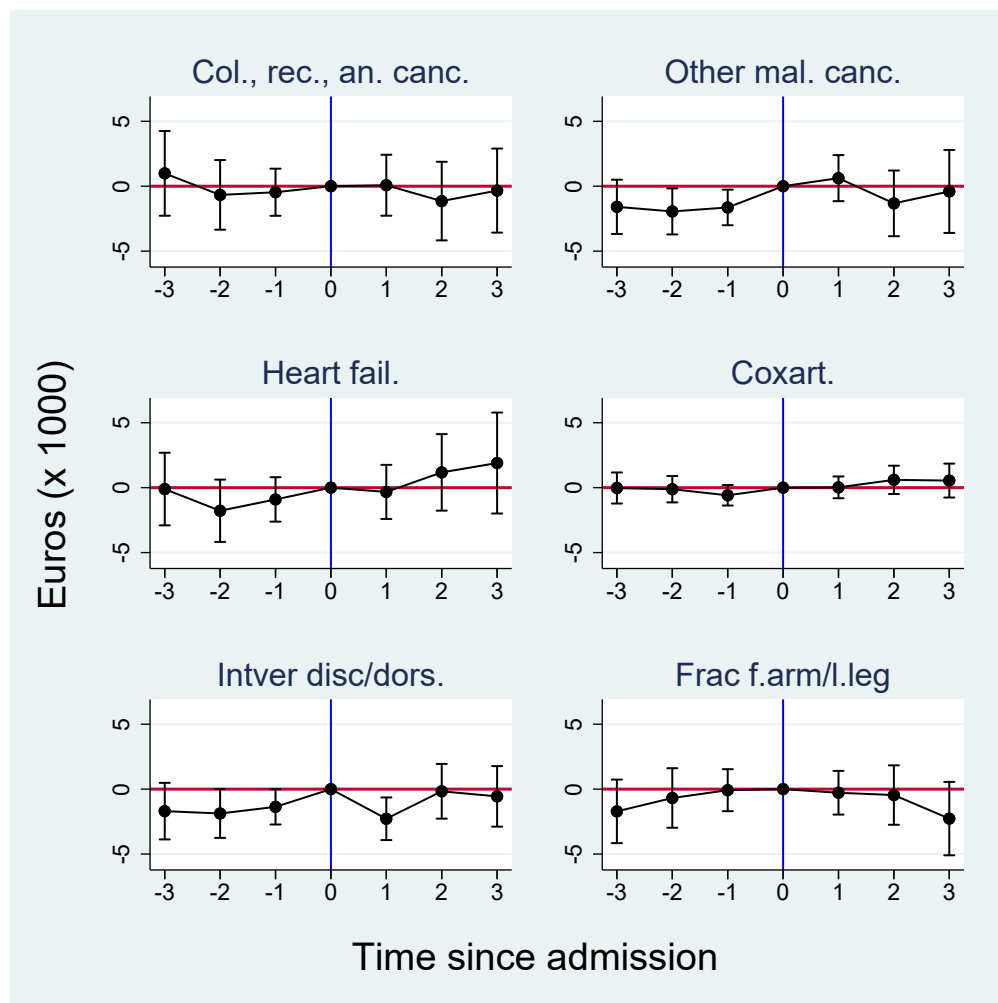 Col., rec., an. canc.
5
0
-5
-3 -2 -1 0 1 2 3
Other mal. canc.
5
0
-5
-3 -2 -1 0 1 2 3
Heart fail.
5
0
-5
-3 -2 -1 0 1 2 3
Coxart.
5
0
-5
-3 -2 -1 0 1 2 3
Intver disc/dors.
5
0
-5
-3 -2 -1 0 1 2 3
Frac f.arm/l.leg
5
0
-5
-3 -2 -1 0 1 2 3
Euros (x 1000)
Time since admission